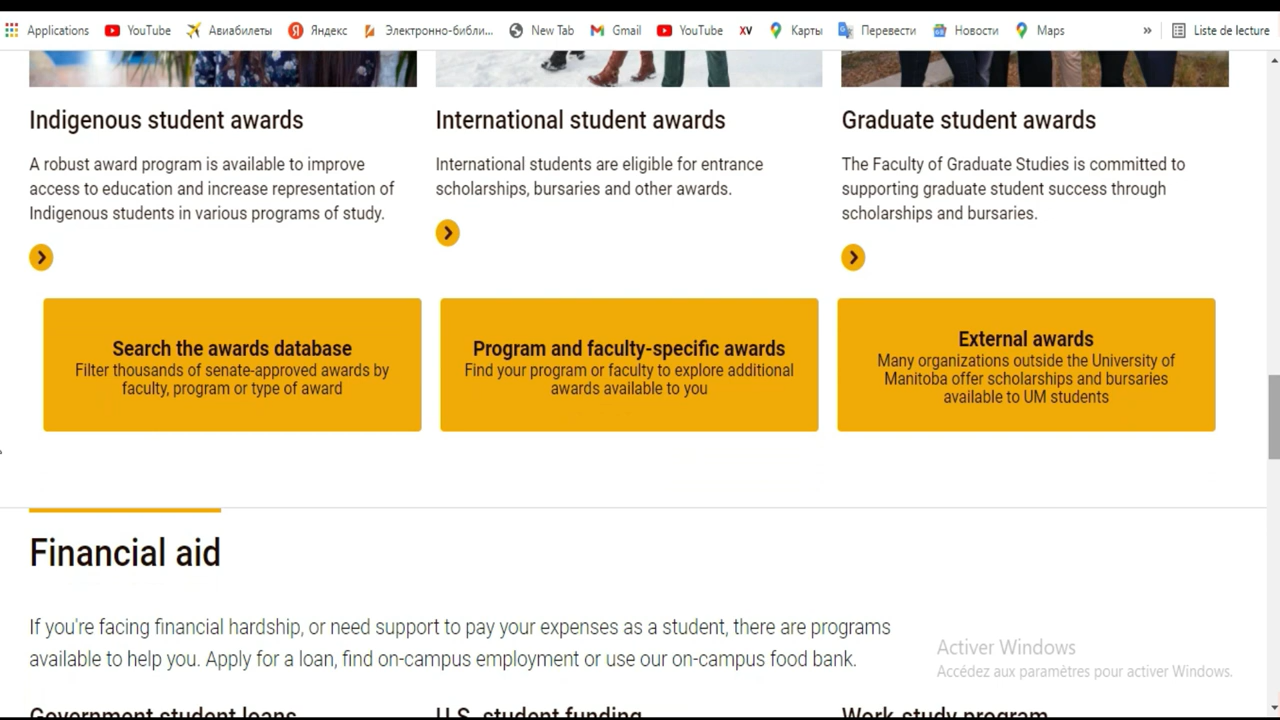 Applications YouTube Авиабилеты Яндекс Электронно-библи... New Tab Gmail YouTube XV Карты Перевести Новости Maps » Liste de lecture
Indigenous student awards
A robust award program is available to improve
access to education and increase representation of
Indigenous students in various programs of study.
International student awards
International students are eligible for entrance
scholarships, bursaries and other awards.
Graduate student awards
The Faculty of Graduate Studies is committed to
supporting graduate student success through
scholarships and bursaries.
Search the awards database
Filter thousands of senate-approved awards by
faculty, program or type of award
Program and faculty-specific awards
Find your program or faculty to explore additional
awards available to you
External awards
Many organizations outside the University of
Manitoba offer scholarships and bursaries
available to UM students
Financial aid
If you're facing financial hardship, or need support to pay your expenses as a student, there are programs
available to help you. Apply for a loan, find on-campus employment or use our on-campus food bank.
Activer Windows
Accédez aux paramètres pour activer Windows.
Government student loans
U.S. student funding
Work-study program